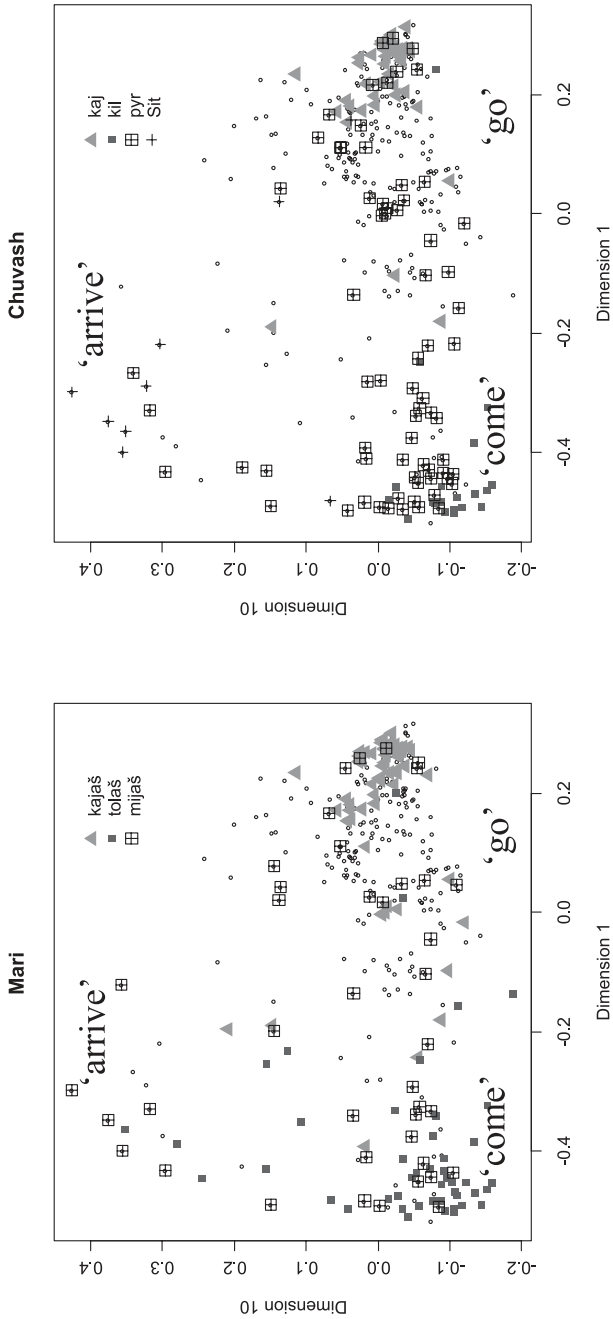 Mari
kajaš
tolaš
mijaš
‘arrive’
‘come’
‘go’
Dimension 10
0.4
0.3
0.2
0.1
0.0
-0.1
-0.2
-0.4
-0.2
0.0
0.2
Dimension 1
Chuvash
kaj
kil
pyr
Sit
‘arrive’
‘come’
‘go’
Dimension 10
0.4
0.3
0.2
0.1
0.0
-0.1
-0.2
-0.4
-0.2
0.0
0.2
Dimension 1